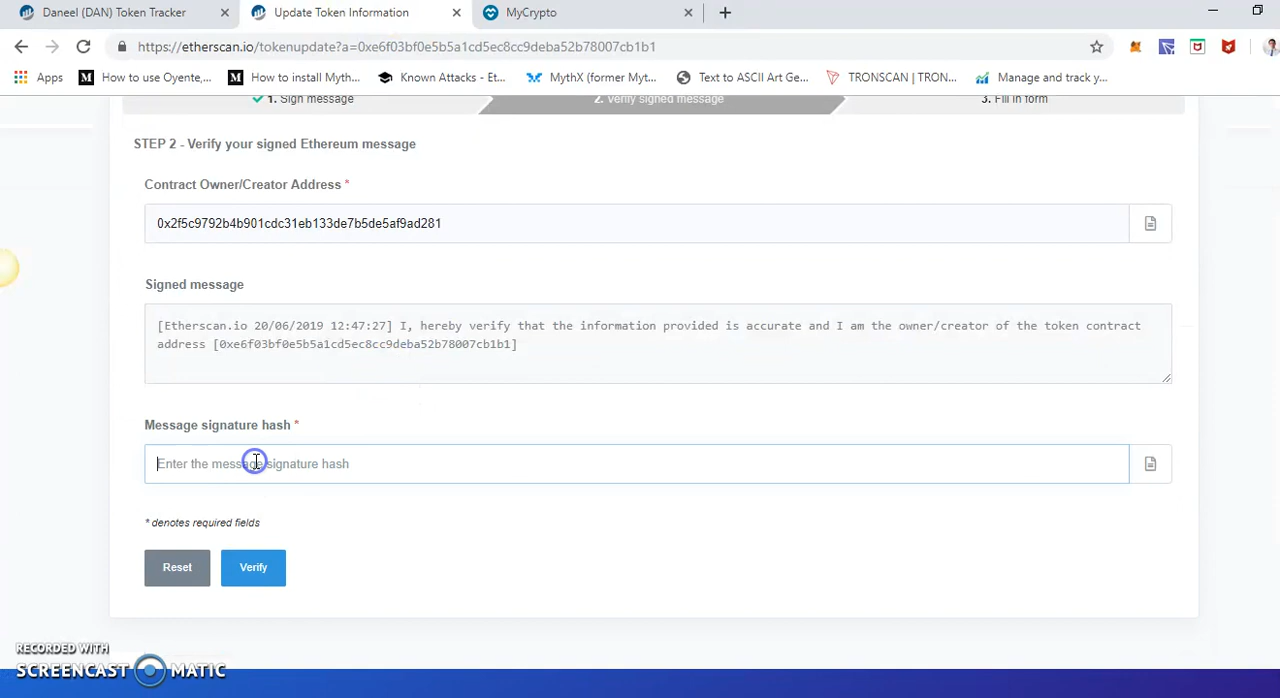 Daneel (DAN) Token Tracker
Update Token Information
MyCrypto
https://etherscan.io/tokenupdate?a=0xe6f03bf0e5b5a1cd5ec8cc9deba52b78007cb1b1
Apps
How to use Oyente,...
How to install Myth...
Known Attacks - Et...
MythX (former Myt...
Text to ASCII Art Ge...
TRONSCAN | TRON...
Manage and track y...
1. Sign message
2. Verify signed message
3. Fill in form
STEP 2 - Verify your signed Ethereum message
Contract Owner/Creator Address *
0x2f5c9792b4b901cdc31eb133de7b5de5af9ad281
Signed message
[Etherscan.io 20/06/2019 12:47:27] I, hereby verify that the information provided is accurate and I am the owner/creator of the token contract
address [0xe6f03bf0e5b5a1cd5ec8cc9deba52b78007cb1b1]
Message signature hash *
Enter the message signature hash
* denotes required fields
Reset
Verify
RECORDED WITH
SCREENCAST MATIC